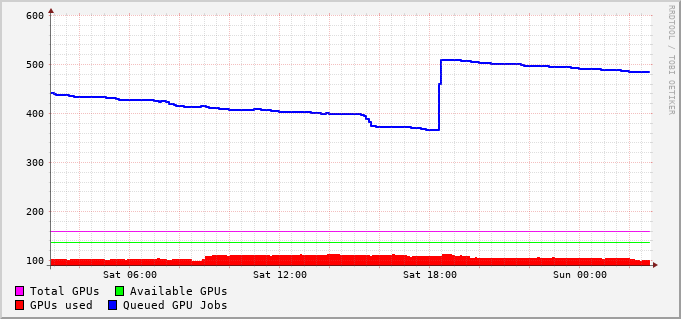 600
500
400
300
200
100
Sat 06:00 Sat 12:00 Sat 18:00 Sun 00:00
Total GPUs Available GPUs
GPUs used Queued GPU Jobs
RRDTOOL / TOBI OETIKER